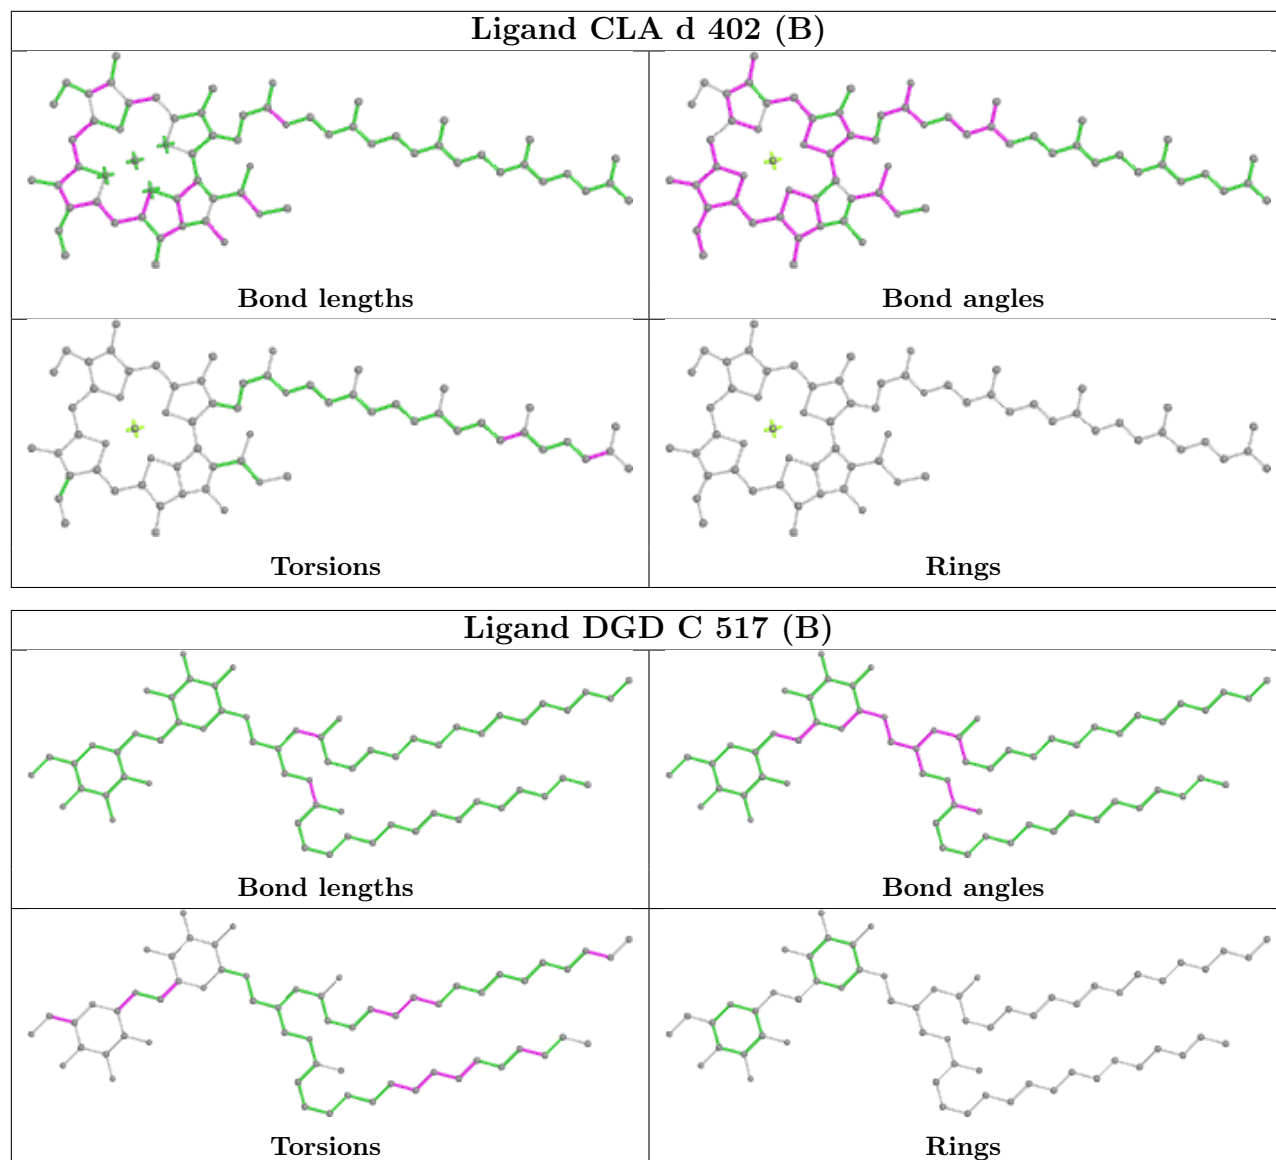 Ligand CLA d 402 (B)
Bond lengths
Bond angles
Torsions
Rings
Ligand DGD C 517 (B)
Bond lengths
Bond angles
Torsions
Rings